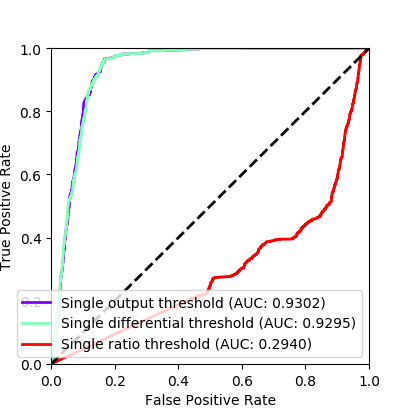 1.0
0.8
0.6
0.4
0.2
0.0
True Positive Rate
Single output threshold (AUC: 0.9302)
Single differential threshold (AUC: 0.9295)
Single ratio threshold (AUC: 0.2940)
0.0 0.2 0.4 0.6 0.8 1.0
False Positive Rate